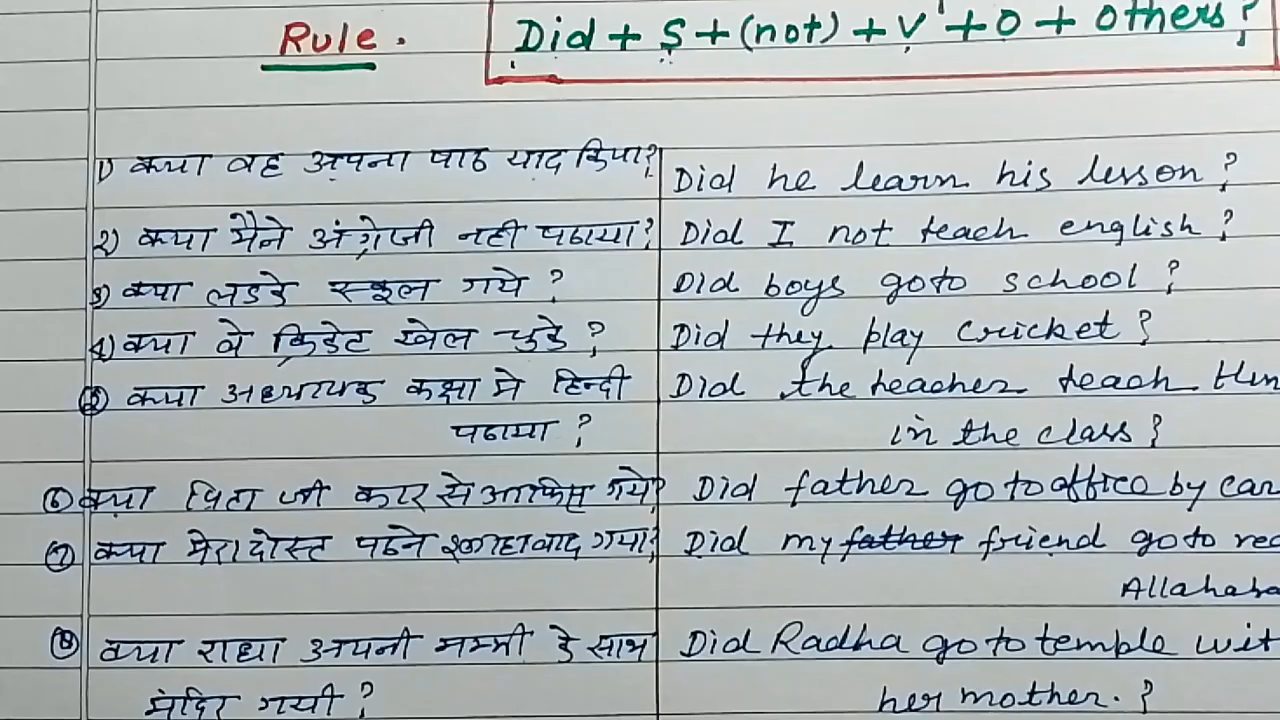 Rule. Did + S + (not) + V¹ + O + Others?
1) क्या वह अपना पाठ याद किया? Did he learn his lesson?
2) क्या मैने अंग्रेजी नही पढाया? Did I not teach english?
3) क्या लडके स्कूल गये? Did boys go to school?
4) क्या वे क्रिकेट खेल चुके? Did they play cricket?
5) क्या अध्यापक कक्षा मे हिन्दी Did the teacher teach Hin
पढाया? in the class?
6) क्या पिता जी कार से आफिस गये? Did father go to office by car
7) क्या मेरा दोस्त पढने इलाहाबाद गया? Did my father friend go to rea
Allahaba
8) क्या राधा अपनी मम्मी के साथ Did Radha go to temple wit
मंदिर गयी? her mother.?